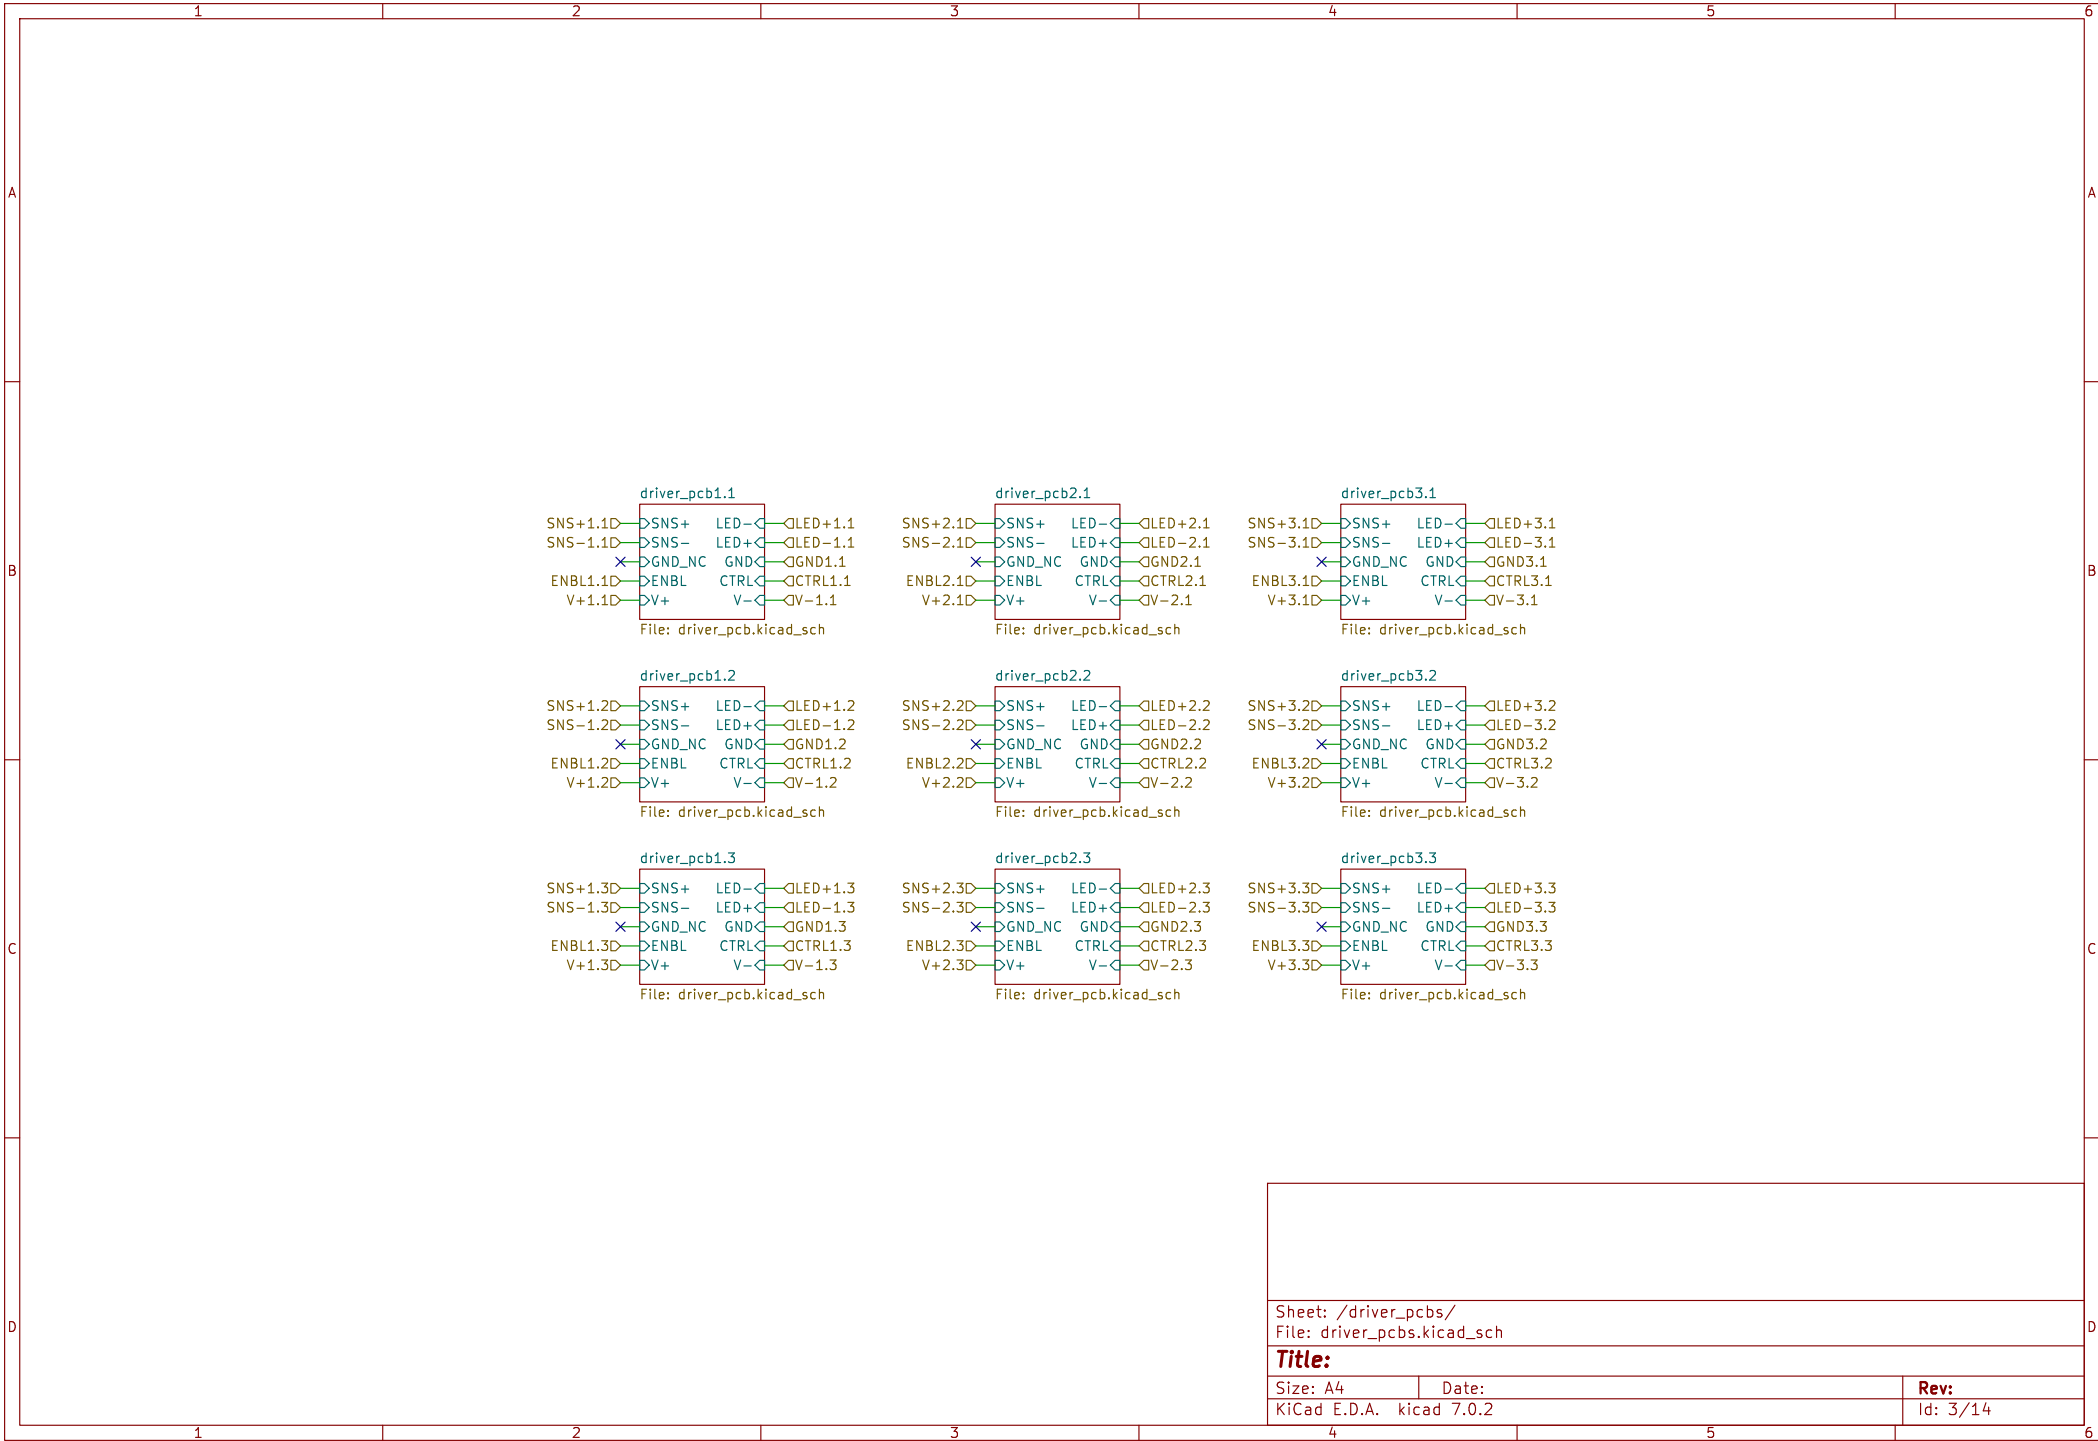 1 2 3 4 5 6
A A
driver_pcb1.1 driver_pcb2.1 driver_pcb3.1
SNS+1.1 SNS+ LED- LED+1.1 SNS+2.1 SNS+ LED- LED+2.1 SNS+3.1 SNS+ LED- LED+3.1
SNS-1.1 SNS- LED+ LED-1.1 SNS-2.1 SNS- LED+ LED-2.1 SNS-3.1 SNS- LED+ LED-3.1
GND_NC GND GND1.1 GND_NC GND GND2.1 GND_NC GND GND3.1
B B
ENBL1.1 ENBL CTRL CTRL1.1 ENBL2.1 ENBL CTRL CTRL2.1 ENBL3.1 ENBL CTRL CTRL3.1
V+1.1 V+ V- V-1.1 V+2.1 V+ V- V-2.1 V+3.1 V+ V- V-3.1
File: driver_pcb.kicad_sch File: driver_pcb.kicad_sch File: driver_pcb.kicad_sch
driver_pcb1.2 driver_pcb2.2 driver_pcb3.2
SNS+1.2 SNS+ LED- LED+1.2 SNS+2.2 SNS+ LED- LED+2.2 SNS+3.2 SNS+ LED- LED+3.2
SNS-1.2 SNS- LED+ LED-1.2 SNS-2.2 SNS- LED+ LED-2.2 SNS-3.2 SNS- LED+ LED-3.2
GND_NC GND GND1.2 GND_NC GND GND2.2 GND_NC GND GND3.2
ENBL1.2 ENBL CTRL CTRL1.2 ENBL2.2 ENBL CTRL CTRL2.2 ENBL3.2 ENBL CTRL CTRL3.2
V+1.2 V+ V- V-1.2 V+2.2 V+ V- V-2.2 V+3.2 V+ V- V-3.2
File: driver_pcb.kicad_sch File: driver_pcb.kicad_sch File: driver_pcb.kicad_sch
driver_pcb1.3 driver_pcb2.3 driver_pcb3.3
SNS+1.3 SNS+ LED- LED+1.3 SNS+2.3 SNS+ LED- LED+2.3 SNS+3.3 SNS+ LED- LED+3.3
SNS-1.3 SNS- LED+ LED-1.3 SNS-2.3 SNS- LED+ LED-2.3 SNS-3.3 SNS- LED+ LED-3.3
GND_NC GND GND1.3 GND_NC GND GND2.3 GND_NC GND GND3.3
C C
ENBL1.3 ENBL CTRL CTRL1.3 ENBL2.3 ENBL CTRL CTRL2.3 ENBL3.3 ENBL CTRL CTRL3.3
V+1.3 V+ V- V-1.3 V+2.3 V+ V- V-2.3 V+3.3 V+ V- V-3.3
File: driver_pcb.kicad_sch File: driver_pcb.kicad_sch File: driver_pcb.kicad_sch
Sheet: /driver_pcbs/
D D
File: driver_pcbs.kicad_sch
Title:
Size: A4 Date: Rev:
KiCad E.D.A. kicad 7.0.2 Id: 3/14
1 2 3 4 5 6